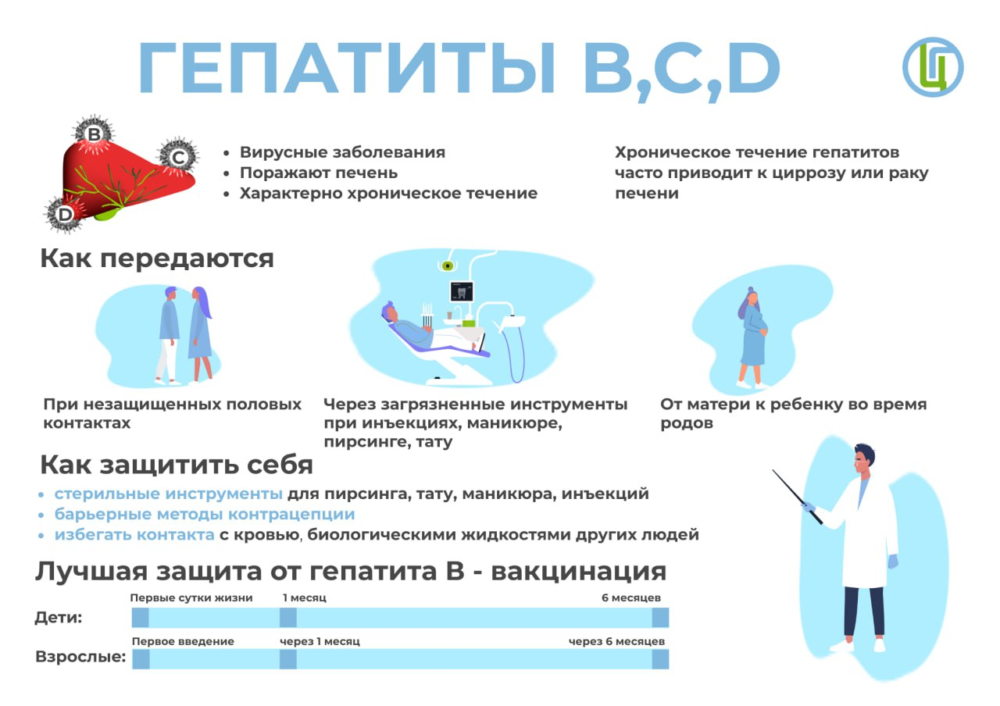 ГЕПАТИТЫ B,C,D
B
C
D
• Вирусные заболевания
• Поражают печень
• Характерно хроническое течение
Хроническое течение гепатитов
часто приводит к циррозу или раку
печени
Как передаются
При незащищенных половых
контактах
Через загрязненные инструменты
при инъекциях, маникюре,
пирсинге, тату
От матери к ребенку во время
родов
Как защитить себя
• стерильные инструменты для пирсинга, тату, маникюра, инъекций
• барьерные методы контрацепции
• избегать контакта с кровью, биологическими жидкостями других людей
Лучшая защита от гепатита В - вакцинация
Первые сутки жизни 1 месяц 6 месяцев
Дети:
Первое введение через 1 месяц через 6 месяцев
Взрослые: